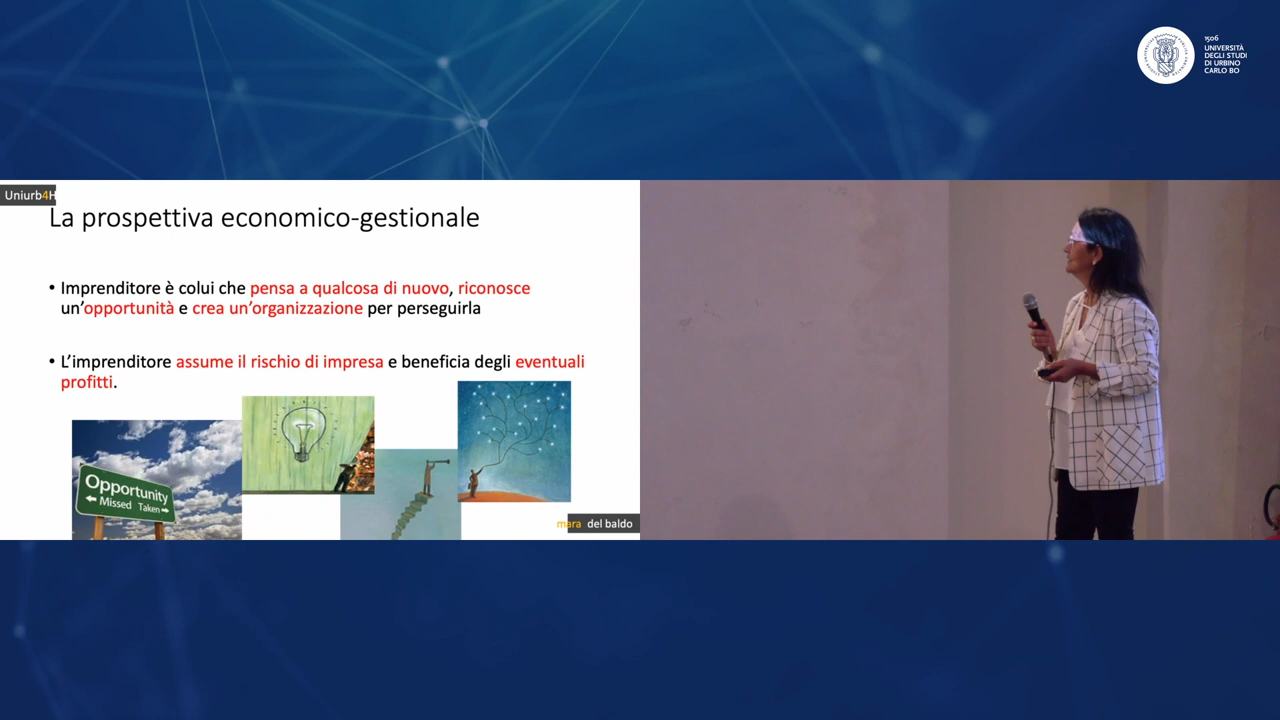 1506
UNIVERSITÀ
DEGLI STUDI
DI URBINO
CARLO BO
Uniurb4H
La prospettiva economico-gestionale
• Imprenditore è colui che pensa a qualcosa di nuovo, riconosce
un'opportunità e crea un'organizzazione per perseguirla
• L'imprenditore assume il rischio di impresa e beneficia degli eventuali
profitti.
Opportunity
Missed Taken
mara del baldo